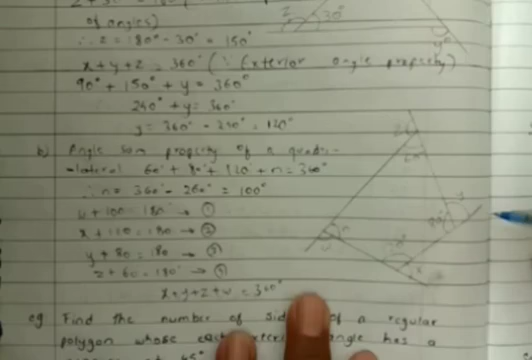 of angles)
∴ z = 180° - 30° = 150°
x + y + z = 360° (∵ Exterior angle property)
90° + 150° + y = 360°
240° + y = 360°
y = 360° - 240° = 120°
b) Angle sum property of a quadri-
-lateral 60° + 80° + 120° + n = 360°
∴ n = 360° - 260° = 100°
w + 100 = 180° → ①
x + 120 = 180 → ②
y + 80 = 180 → ③
z + 60 = 180° → ④
x + y + z + w = 360°
eg Find the number of of a regular
polygon whose each angle has a
30°
z
y